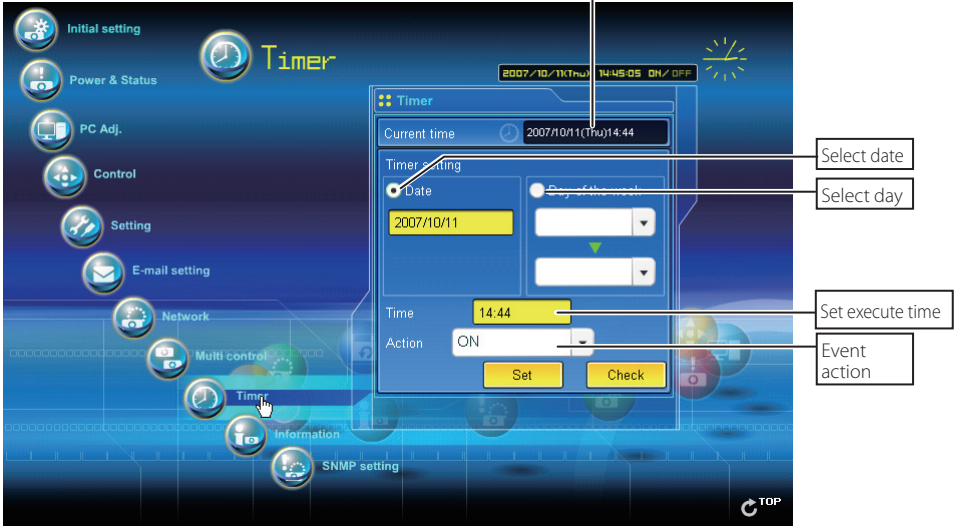 Initial setting
Power & Status
PC Adj.
Control
Setting
E-mail setting
Network
Multi control
Timer
Information
SNMP setting
Timer
2007/10/11(Thu) 14:45:05 ON/OFF
Timer
Current time
2007/10/11(Thu)14:44
Timer setting
Date
Day of the week
2007/10/11
Time
14:44
Action
ON
Set
Check
Select date
Select day
Set execute time
Event
action
TOP